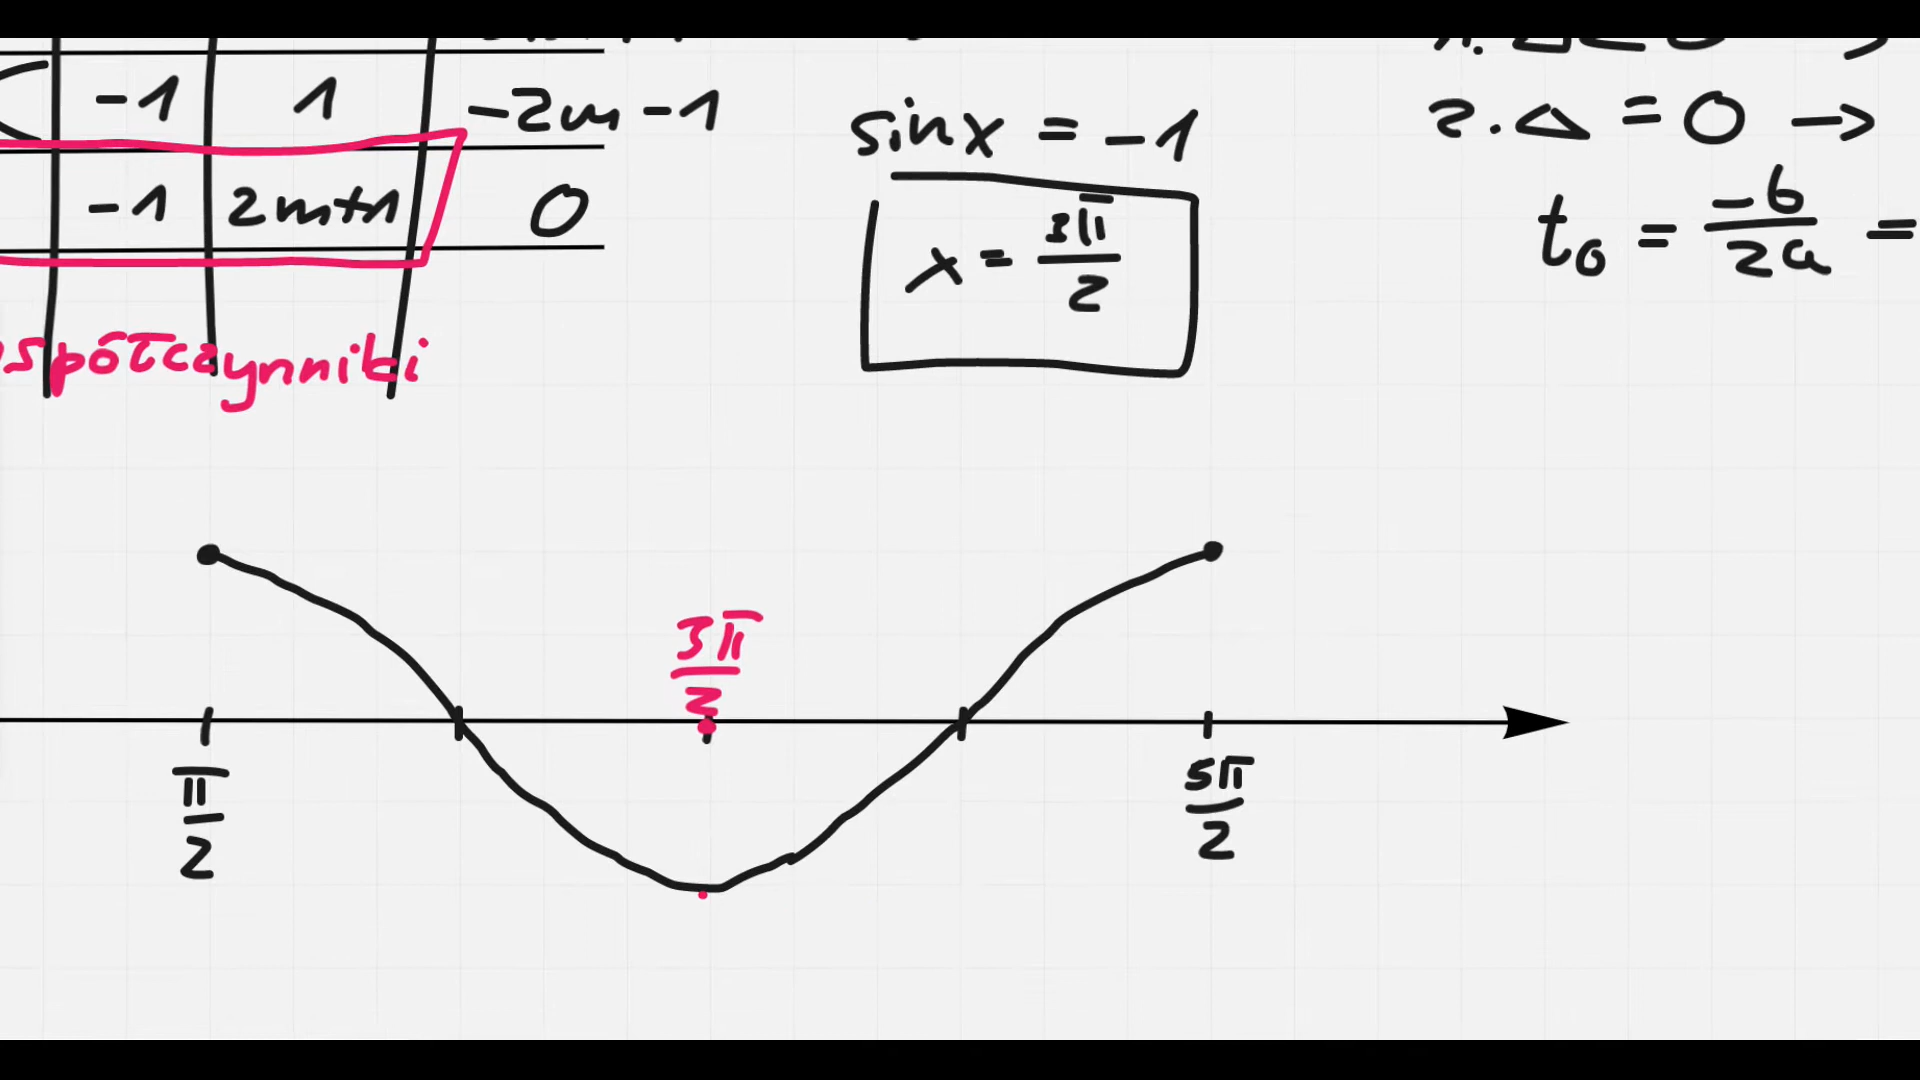 -1 1 -2m-1
-1 2m+1 0
spółczynniki
sinx = -1
x = 3π/2
2. Δ = 0 →
t₀ = -b/2a =
3π/2
π/2
5π/2